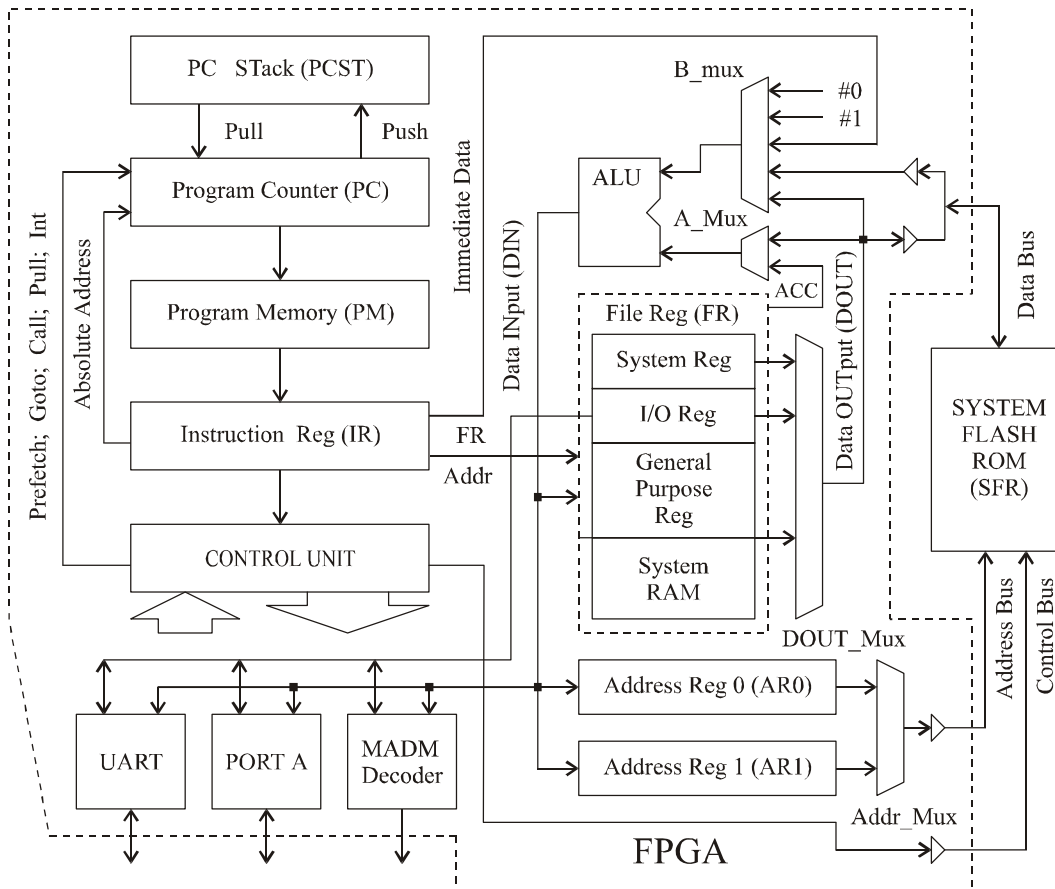 PC STack (PCST)
Pull
Push
Program Counter (PC)
Program Memory (PM)
Instruction Reg (IR)
CONTROL UNIT
Prefetch; Goto; Call; Pull; Int
Absolute Address
Immediate Data
Data INput (DIN)
FR
Addr
B_mux
#0
#1
ALU
A_Mux
ACC
File Reg (FR)
System Reg
I/O Reg
General
Purpose
Reg
System
RAM
Data OUTput (DOUT)
DOUT_Mux
Data Bus
SYSTEM
FLASH
ROM
(SFR)
Address Bus
Control Bus
Address Reg 0 (AR0)
Address Reg 1 (AR1)
Addr_Mux
UART
PORT A
MADM
Decoder
FPGA